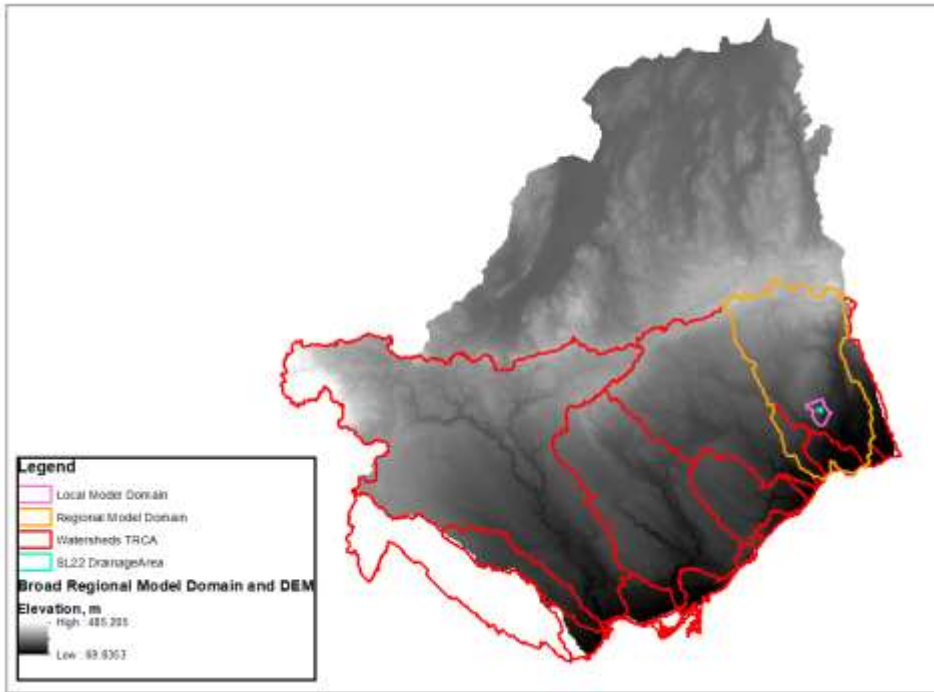 Legend
Local Model Domain
Regional Model Domain
Watersheds TRCA
SL22 DrainageArea
Broad Regional Model Domain and DEM
Elevation, m
High : 485.205
Low : 69.6353